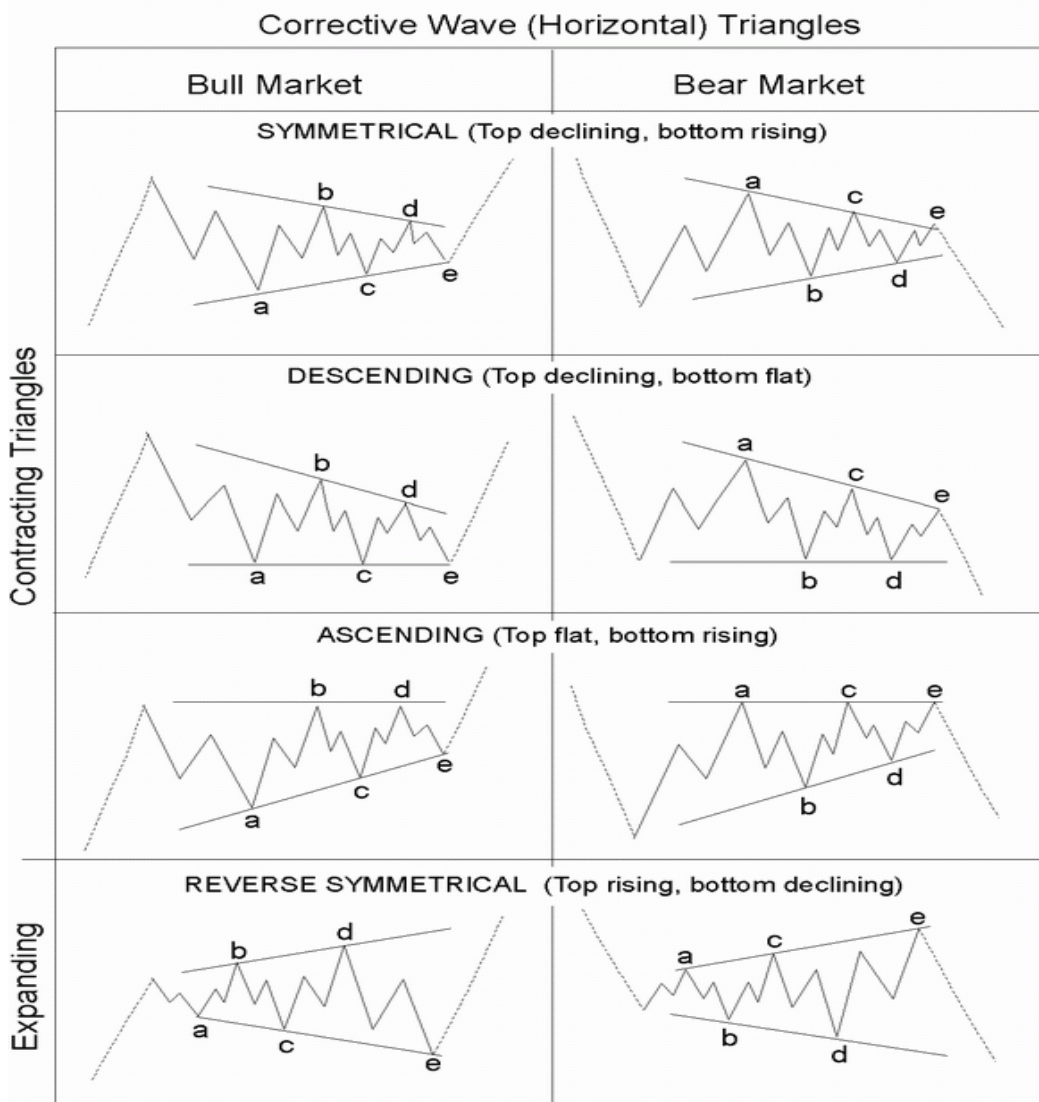 Corrective Wave (Horizontal) Triangles
Bull Market
Bear Market
Contracting Triangles
SYMMETRICAL (Top declining, bottom rising)
b
d
a
c
e
a
c
e
b
d
DESCENDING (Top declining, bottom flat)
b
d
a
c
e
a
c
e
b
d
ASCENDING (Top flat, bottom rising)
b
d
a
c
e
a
c
e
b
d
Expanding
REVERSE SYMMETRICAL (Top rising, bottom declining)
b
d
a
c
e
a
c
e
b
d